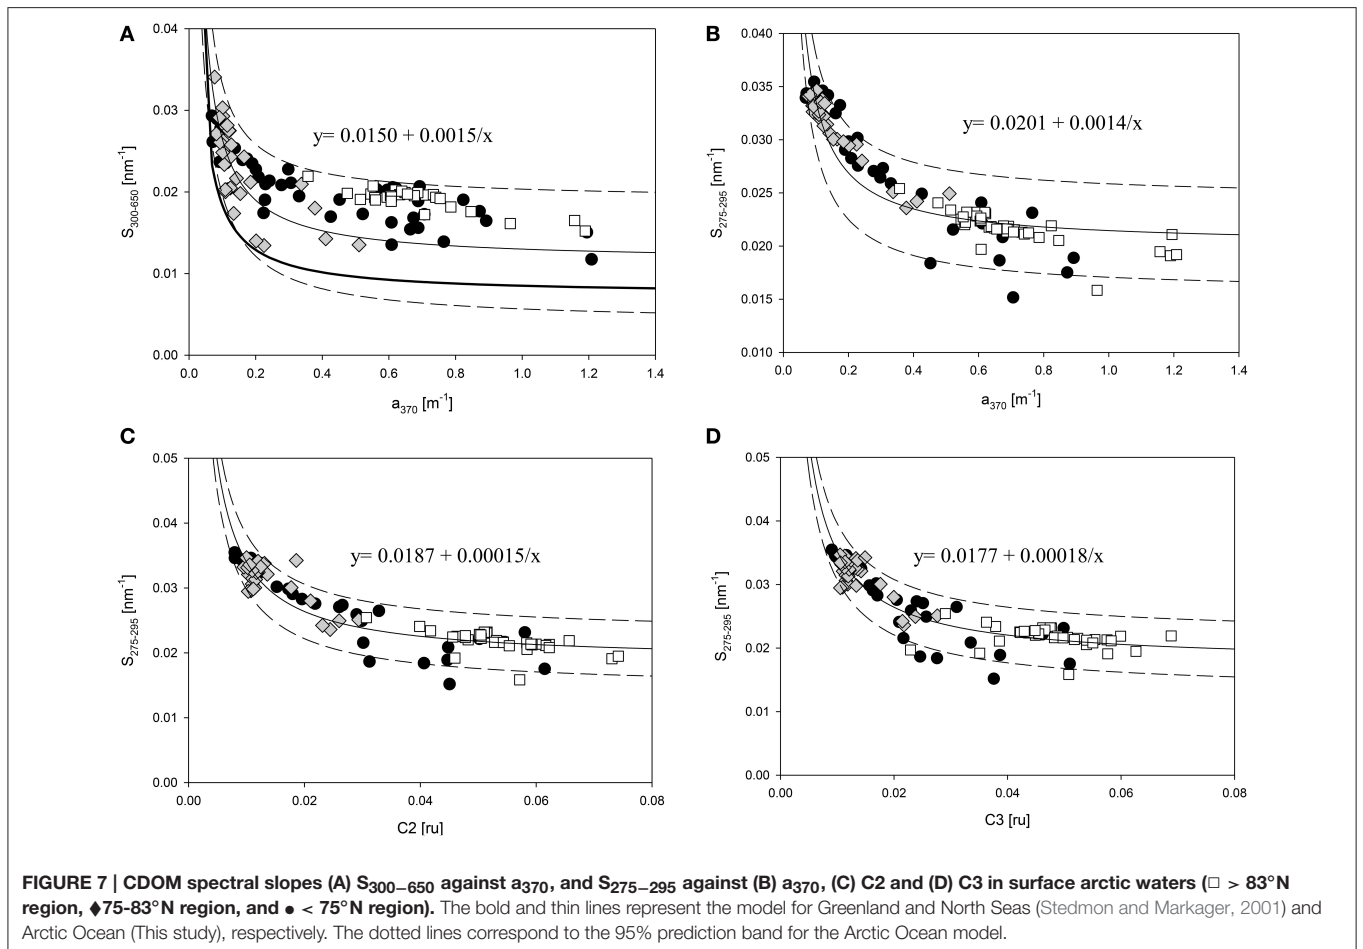 A
0.04
0.03
0.02
0.01
0.00
S300-650 [nm-1]
y= 0.0150 + 0.0015/x
0.0 0.2 0.4 0.6 0.8 1.0 1.2 1.4
a370 [m-1]
B
0.040
0.035
0.030
0.025
0.020
0.015
0.010
S275-295 [nm-1]
y= 0.0201 + 0.0014/x
0.0 0.2 0.4 0.6 0.8 1.0 1.2 1.4
a370 [m-1]
C
0.05
0.04
0.03
0.02
0.01
0.00
S275-295 [nm-1]
y= 0.0187 + 0.00015/x
0.00 0.02 0.04 0.06 0.08
C2 [ru]
D
0.05
0.04
0.03
0.02
0.01
0.00
S275-295 [nm-1]
y= 0.0177 + 0.00018/x
0.00 0.02 0.04 0.06 0.08
C3 [ru]
FIGURE 7 | CDOM spectral slopes (A) S300−650 against a370, and S275−295 against (B) a370, (C) C2 and (D) C3 in surface arctic waters (□ > 83°N
region, ♦75-83°N region, and ● < 75°N region). The bold and thin lines represent the model for Greenland and North Seas (Stedmon and Markager, 2001) and
Arctic Ocean (This study), respectively. The dotted lines correspond to the 95% prediction band for the Arctic Ocean model.